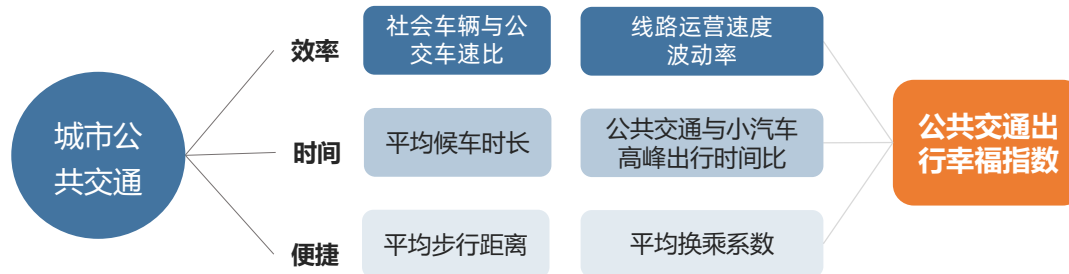 城市公
共交通
效率
社会车辆与公
交车速比
线路运营速度
波动率
时间
平均候车时长
公共交通与小汽车
高峰出行时间比
便捷
平均步行距离
平均换乘系数
公共交通出
行幸福指数